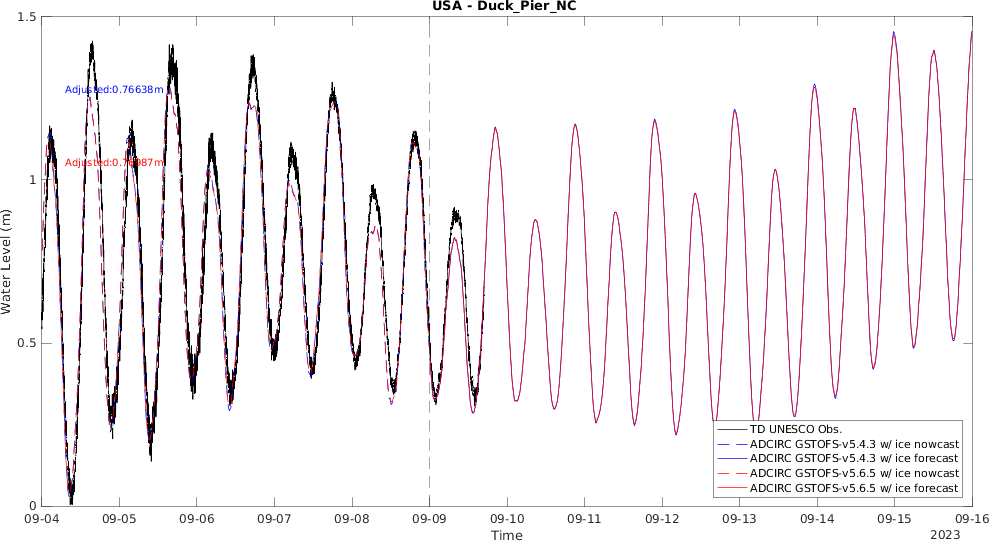 USA - Duck_Pier_NC
1.5
1
0.5
0
Water Level (m)
Adjusted:0.76638m
09-04
09-05
09-06
09-07
09-08
09-09
09-10
09-11
09-12
09-13
09-14
09-15
09-16
Time
2023
TD UNESCO Obs.
ADCIRC GSTOFS-v5.4.3 w/ ice nowcast
ADCIRC GSTOFS-v5.4.3 w/ ice forecast
ADCIRC GSTOFS-v5.6.5 w/ ice nowcast
ADCIRC GSTOFS-v5.6.5 w/ ice forecast